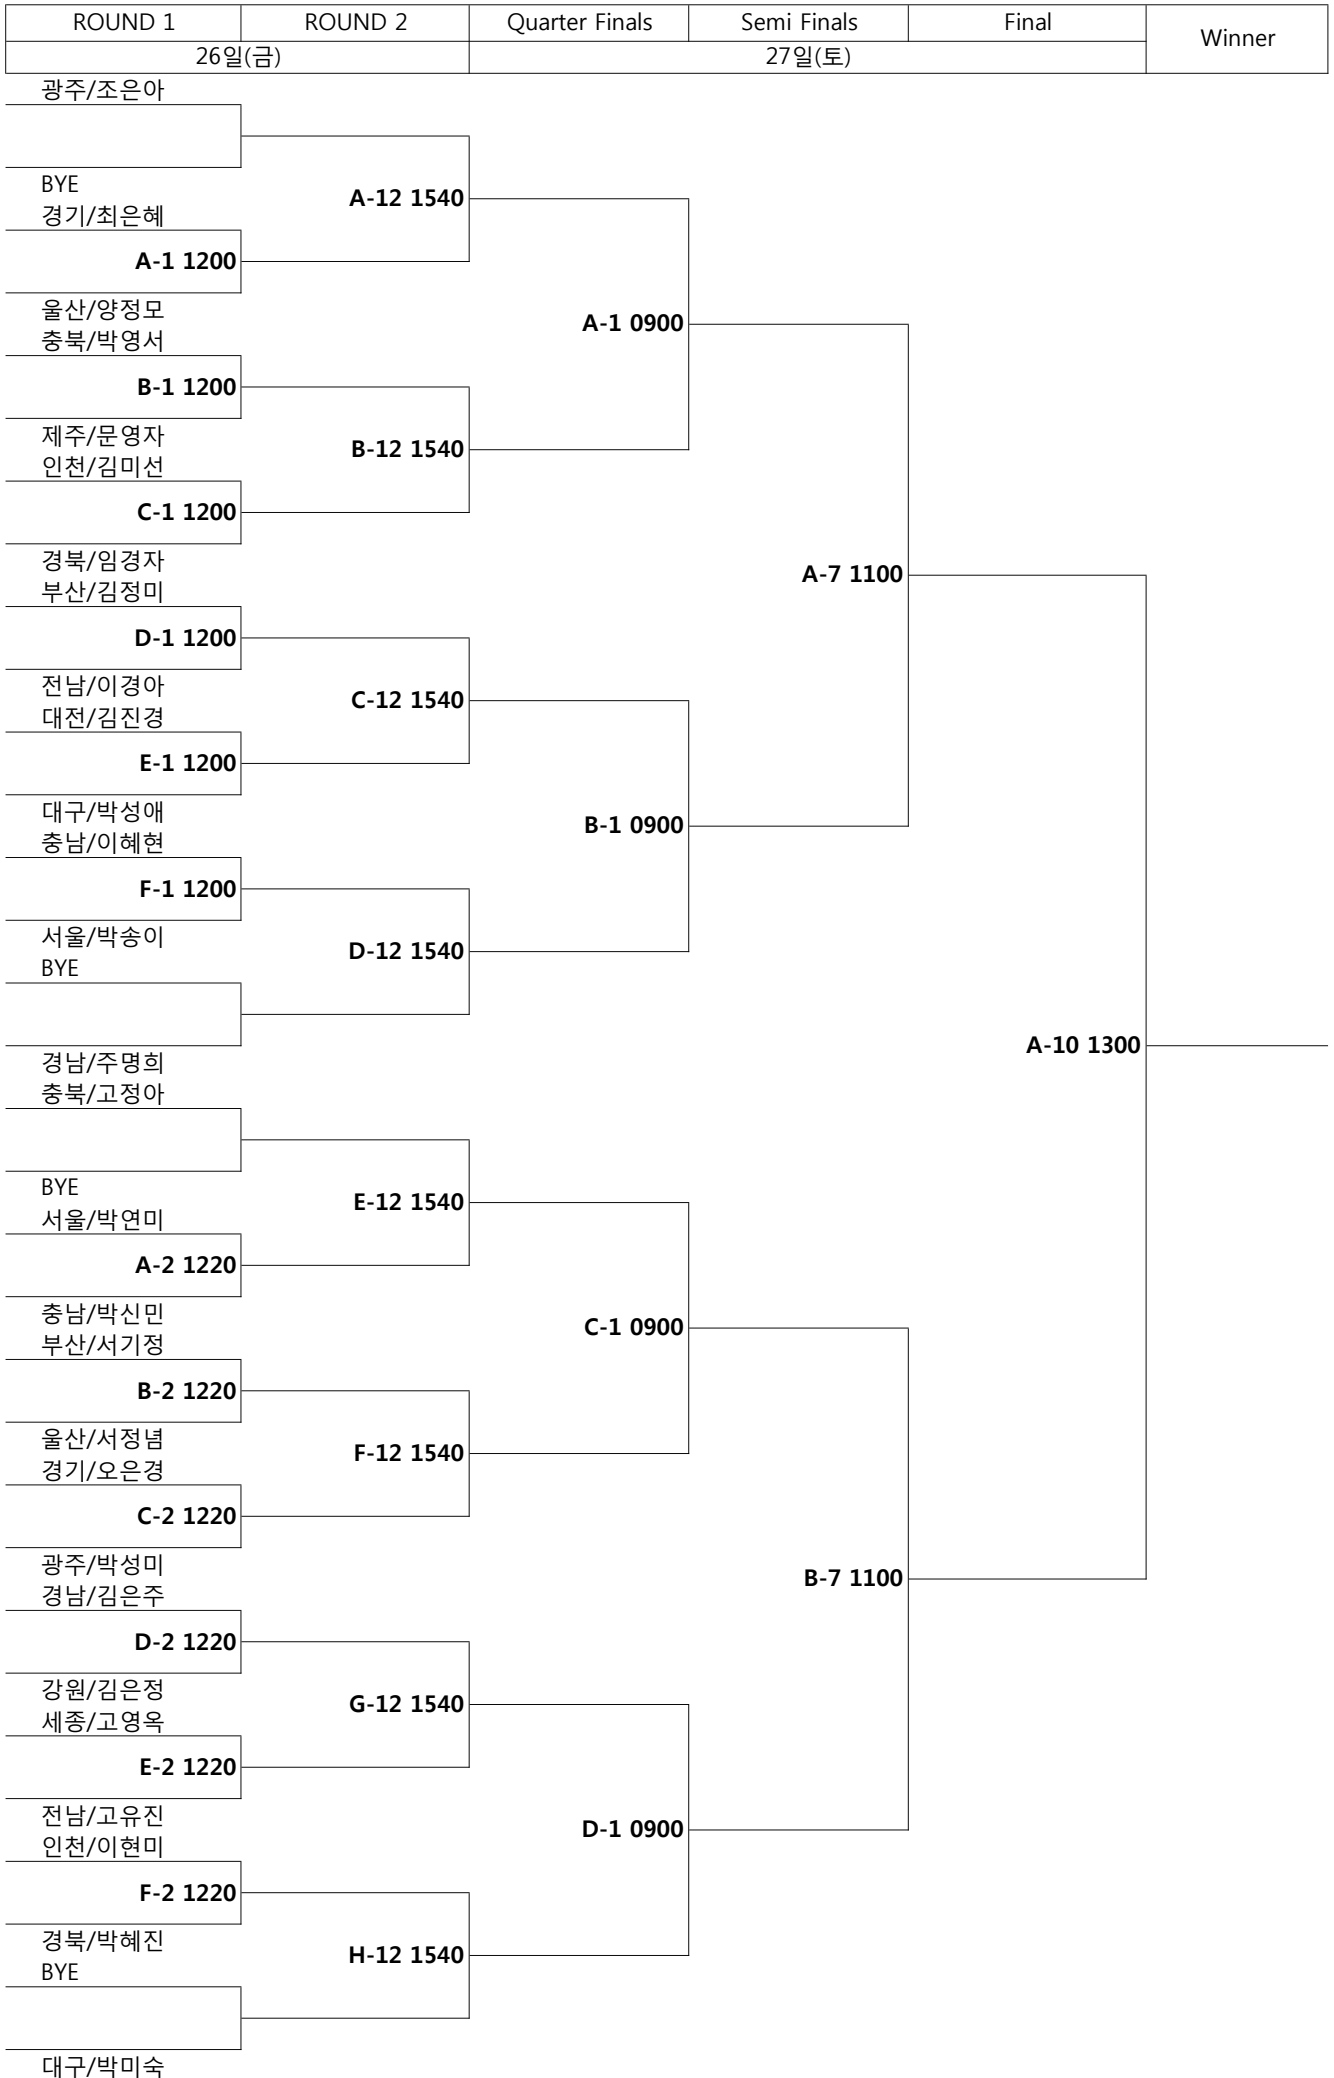 ROUND 1 ROUND 2 Quarter Finals Semi Finals Final Winner
26일(금) 27일(토)
광주/조은아
BYE
A-12 1540
경기/최은혜
A-1 1200
울산/양정모
A-1 0900
충북/박영서
B-1 1200
제주/문영자
B-12 1540
인천/김미선
C-1 1200
경북/임경자
A-7 1100
부산/김정미
D-1 1200
전남/이경아
C-12 1540
대전/김진경
E-1 1200
대구/박성애
B-1 0900
충남/이혜현
F-1 1200
서울/박송이
D-12 1540
BYE
A-10 1300
경남/주명희
충북/고정아
BYE
E-12 1540
서울/박연미
A-2 1220
충남/박신민
C-1 0900
부산/서기정
B-2 1220
울산/서정념
F-12 1540
경기/오은경
C-2 1220
광주/박성미
B-7 1100
경남/김은주
D-2 1220
강원/김은정
G-12 1540
세종/고영옥
E-2 1220
전남/고유진
D-1 0900
인천/이현미
F-2 1220
경북/박혜진
H-12 1540
BYE
대구/박미숙